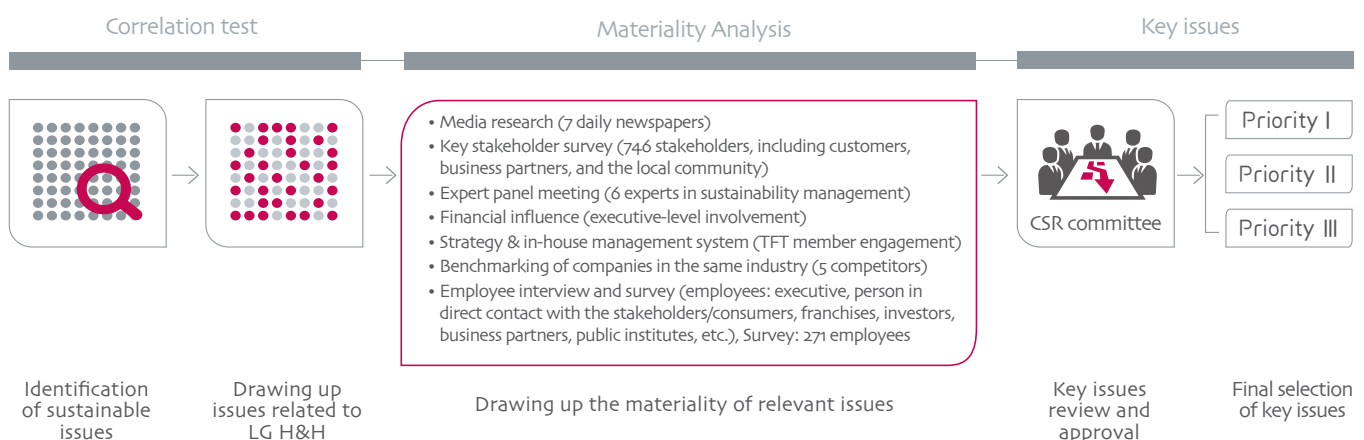 Correlation test
Materiality Analysis
Key issues
• Media research (7 daily newspapers)
• Key stakeholder survey (746 stakeholders, including customers,
business partners, and the local community)
• Expert panel meeting (6 experts in sustainability management)
• Financial influence (executive-level involvement)
• Strategy & in-house management system (TFT member engagement)
• Benchmarking of companies in the same industry (5 competitors)
• Employee interview and survey (employees: executive, person in
direct contact with the stakeholders/consumers, franchises, investors,
business partners, public institutes, etc.), Survey: 271 employees
CSR committee
Priority I
Priority II
Priority III
Identification
of sustainable
issues
Drawing up
issues related to
LG H&H
Drawing up the materiality of relevant issues
Key issues
review and
approval
Final selection
of key issues